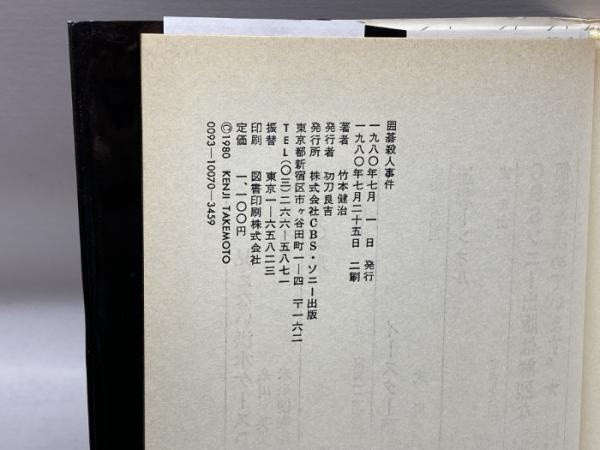 囲碁殺人事件
一九八〇年七月 一 日 発行
一九八〇年七月二十五日 二刷
著者 竹本健治
発行者 功刀良吉
発行所 株式会社CBS・ソニー出版
東京都新宿区市ヶ谷田町一—四 〒一六二
TEL(〇三)二六六—五八七一
振替 東京一—六五八二三
印刷 図書印刷株式会社
定価 一、一〇〇円
©1980 KENJI・TAKEMOTO
0093—10070—3459